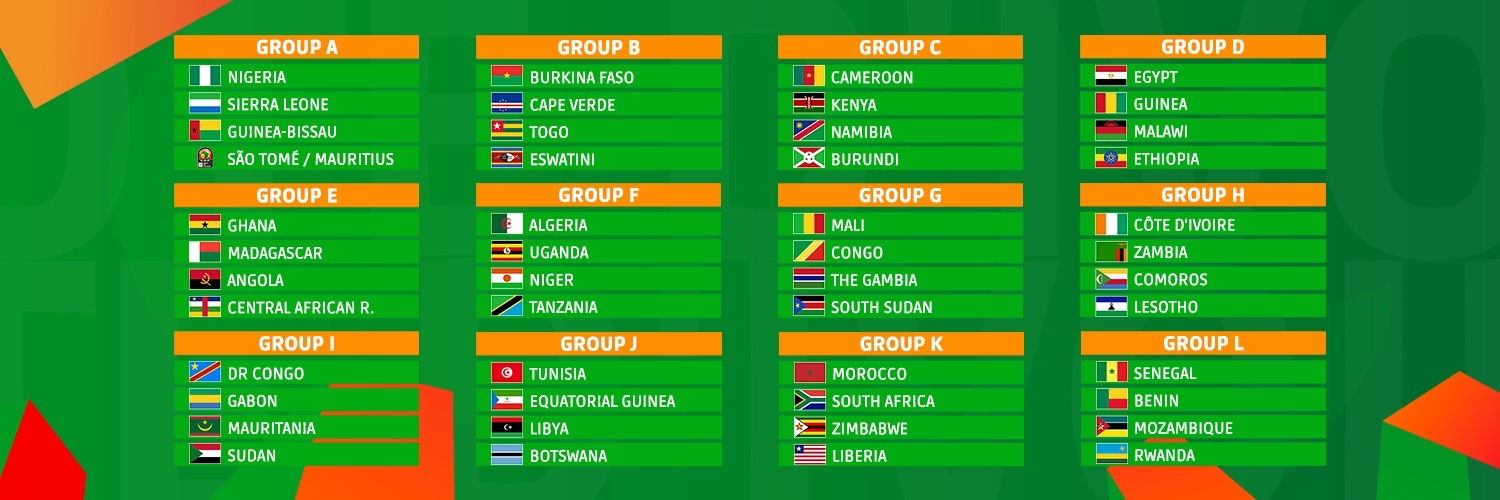 GROUP A
NIGERIA
SIERRA LEONE
GUINEA-BISSAU
SÃO TOMÉ / MAURITIUS
GROUP B
BURKINA FASO
CAPE VERDE
TOGO
ESWATINI
GROUP C
CAMEROON
KENYA
NAMIBIA
BURUNDI
GROUP D
EGYPT
GUINEA
MALAWI
ETHIOPIA
GROUP E
GHANA
MADAGASCAR
ANGOLA
CENTRAL AFRICAN R.
GROUP F
ALGERIA
UGANDA
NIGER
TANZANIA
GROUP G
MALI
CONGO
THE GAMBIA
SOUTH SUDAN
GROUP H
CÔTE D'IVOIRE
ZAMBIA
COMOROS
LESOTHO
GROUP I
DR CONGO
GABON
MAURITANIA
SUDAN
GROUP J
TUNISIA
EQUATORIAL GUINEA
LIBYA
BOTSWANA
GROUP K
MOROCCO
SOUTH AFRICA
ZIMBABWE
LIBERIA
GROUP L
SENEGAL
BENIN
MOZAMBIQUE
RWANDA